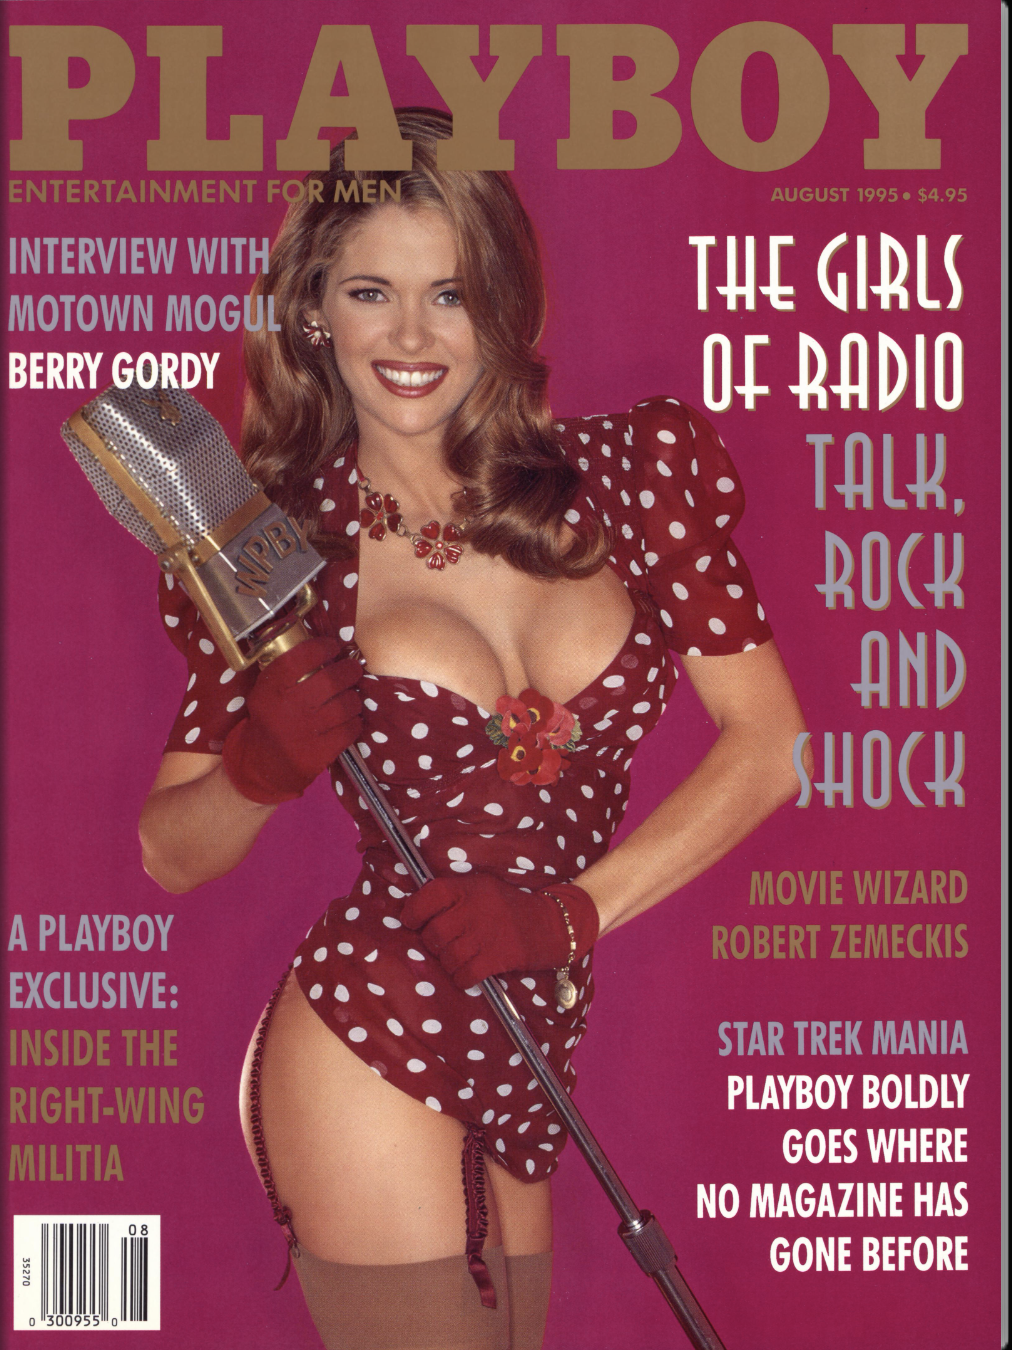 PLAYBOY
ENTERTAINMENT FOR MEN
AUGUST 1995 • $4.95
INTERVIEW WITH
MOTOWN MOGUL
BERRY GORDY
THE GIRLS
OF RADIO
TALK,
ROCK
AND
SHOCK
WPBY
MOVIE WIZARD
ROBERT ZEMECKIS
A PLAYBOY
EXCLUSIVE:
INSIDE THE
RIGHT-WING
MILITIA
STAR TREK MANIA
PLAYBOY BOLDLY
GOES WHERE
NO MAGAZINE HAS
GONE BEFORE
08
35270
0 300955 0